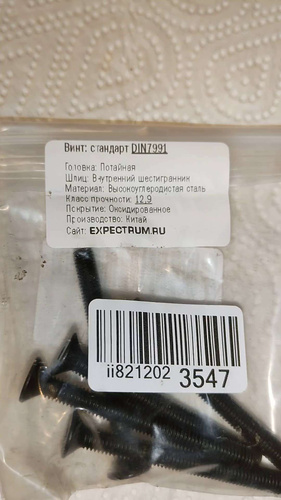 Винт: стандарт DIN7991
Головка: Потайная
Шлиц: Внутренний шестигранник
Материал: Высокоуглеродистая сталь
Класс прочности: 12.9
Покрытие: Оксидированное
Производство: Китай
Сайт: EXPECTRUM.RU
ii821202 3547